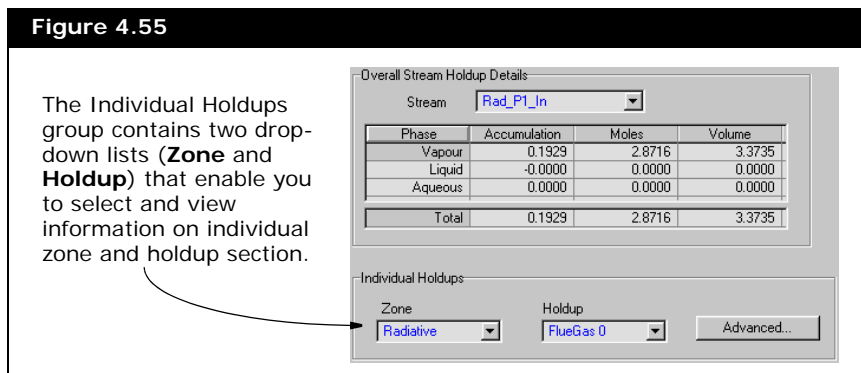 Figure 4.55
The Individual Holdups
group contains two drop-
down lists (Zone and
Holdup) that enable you
to select and view
information on individual
zone and holdup section.
Overall Stream Holdup Details
Stream Rad_P1_In
Phase Accumulation Moles Volume
Vapour 0.1929 2.8716 3.3735
Liquid -0.0000 0.0000 0.0000
Aqueous 0.0000 0.0000 0.0000
Total 0.1929 2.8716 3.3735
Individual Holdups
Zone Holdup
Radiative FlueGas 0 Advanced...